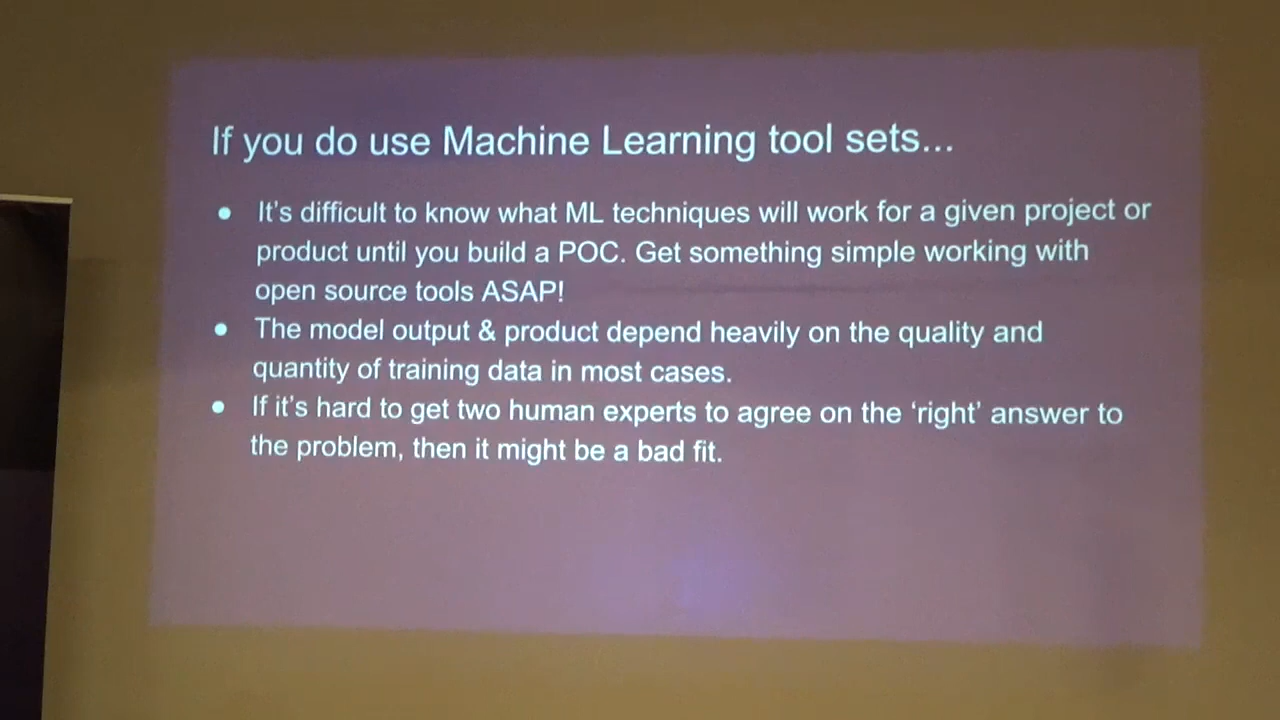 If you do use Machine Learning tool sets...
● It's difficult to know what ML techniques will work for a given project or
product until you build a POC. Get something simple working with
open source tools ASAP!
● The model output & product depend heavily on the quality and
quantity of training data in most cases.
● If it's hard to get two human experts to agree on the ‘right’ answer to
the problem, then it might be a bad fit.